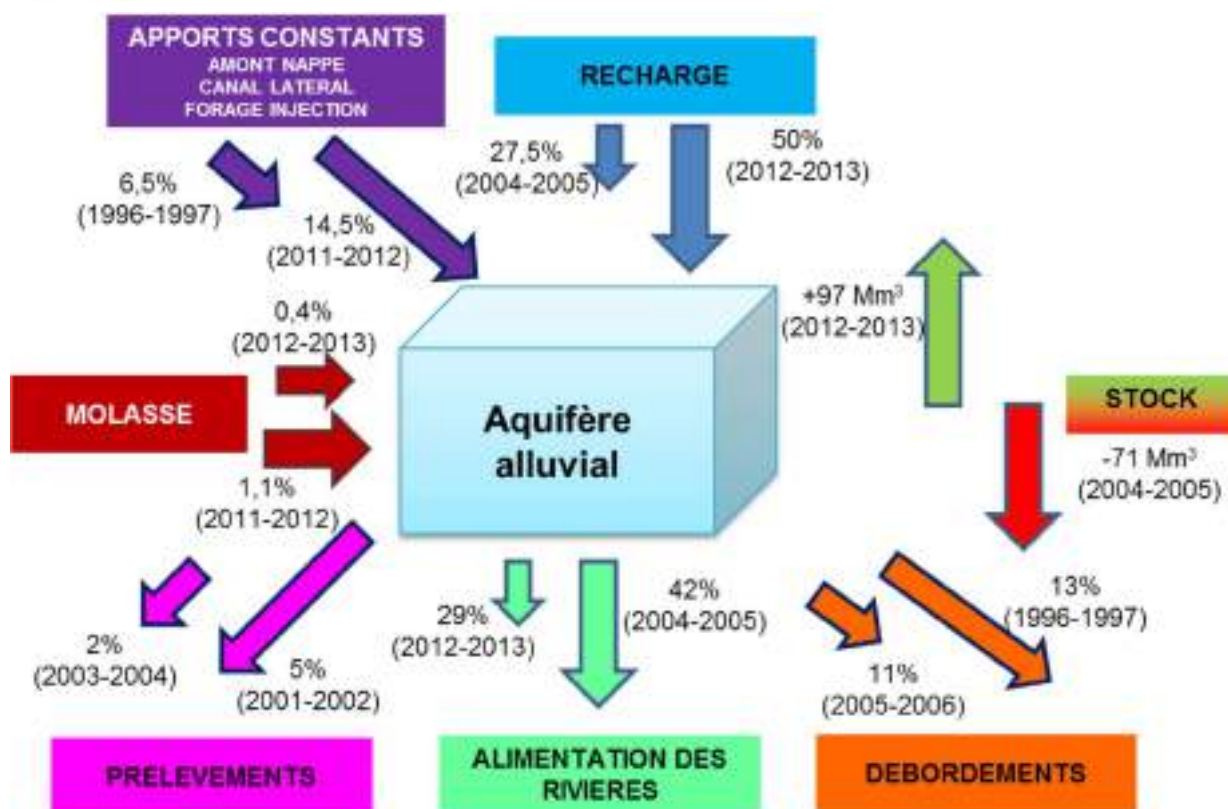 APPORTS CONSTANTS
AMONT NAPPE
CANAL LATERAL
FORAGE INJECTION
RECHARGE
6,5%
(1996-1997)
14,5%
(2011-2012)
27,5%
(2004-2005)
50%
(2012-2013)
0,4%
(2012-2013)
+97 Mm³
(2012-2013)
MOLASSE
Aquifère
alluvial
STOCK
-71 Mm³
(2004-2005)
1,1%
(2011-2012)
2%
(2003-2004)
5%
(2001-2002)
29%
(2012-2013)
42%
(2004-2005)
11%
(2005-2006)
13%
(1996-1997)
PRELEVEMENTS
ALIMENTATION DES
RIVIERES
DEBORDEMENTS